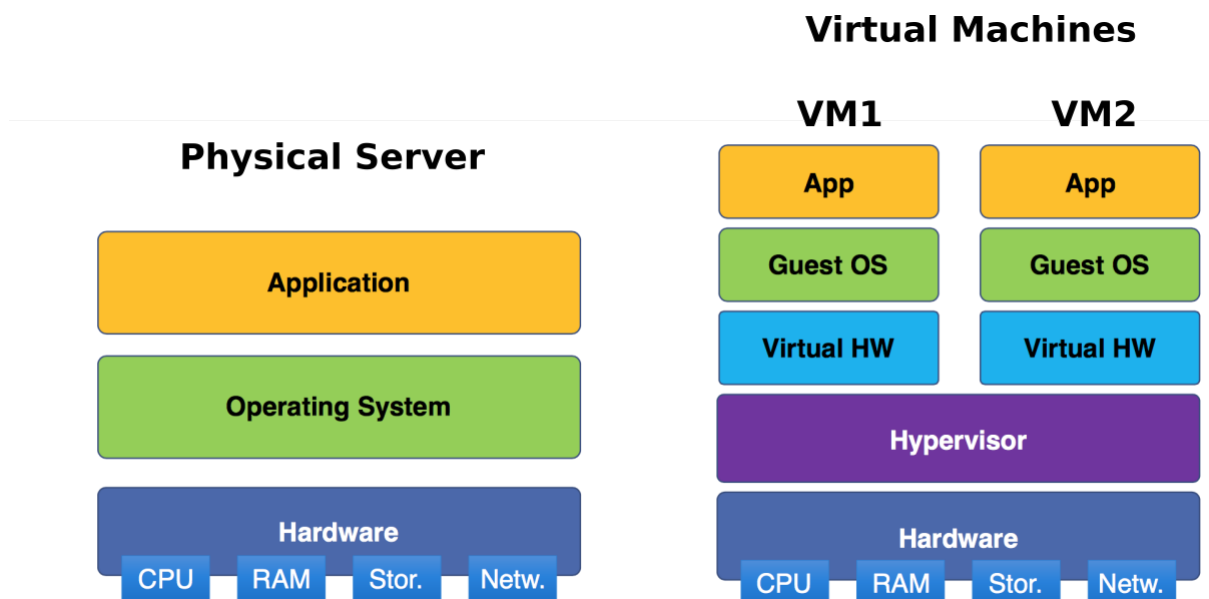 Physical Server
Application
Operating System
Hardware
CPU RAM Stor. Netw.
Virtual Machines
VM1 VM2
App App
Guest OS Guest OS
Virtual HW Virtual HW
Hypervisor
Hardware
CPU RAM Stor. Netw.